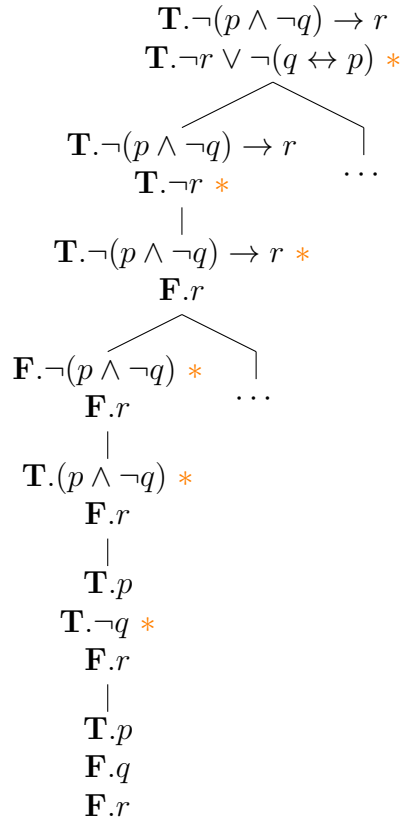 T.¬(p ∧ ¬q) → r
T.¬r ∨ ¬(q ↔ p) *
T.¬(p ∧ ¬q) → r
T.¬r *
...
T.¬(p ∧ ¬q) → r *
F.r
F.¬(p ∧ ¬q) *
F.r
...
T.(p ∧ ¬q) *
F.r
T.p
T.¬q *
F.r
T.p
F.q
F.r